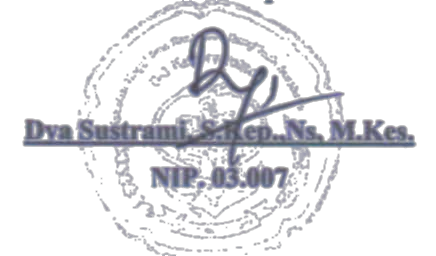 Dya Sustrami, S.Kep.,Ns, M.Kes.
NIP. 03.007